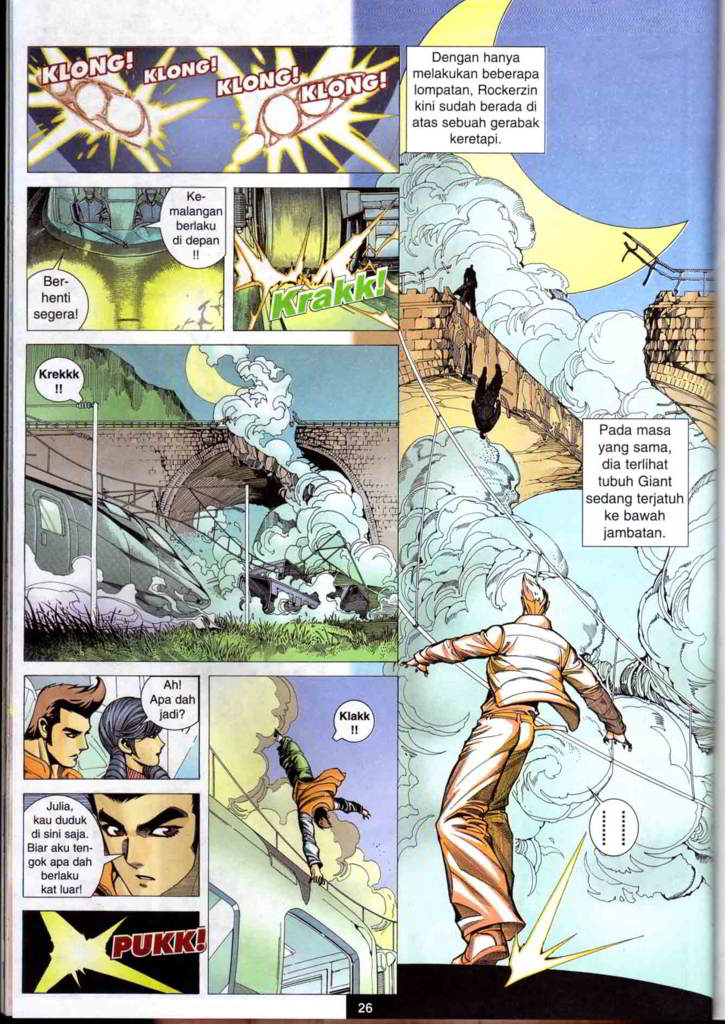 KLONG!
KLONG!
KLONG!
KLONG!
Ke-
malangan
berlaku
di depan
!!
Ber-
henti
segera!
Krakk!
Krekkk
!!
Ah!
Apa dah
jadi?
Julia,
kau duduk
di sini saja.
Biar aku ten-
gok apa dah
berlaku
kat luar!
PUKK!
Klakk
!!
Dengan hanya
melakukan beberapa
lompatan, Rockerzin
kini sudah berada di
atas sebuah gerabak
keretapi.
Pada masa
yang sama,
dia terlihat
tubuh Giant
sedang terjatuh
ke bawah
jambatan.
26